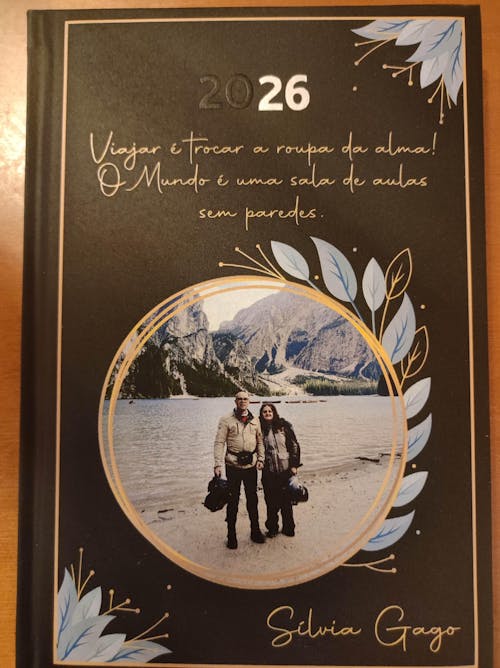 2026
Viajar é trocar a roupa da alma!
O Mundo é uma sala de aulas
sem paredes.
Sílvia Gago